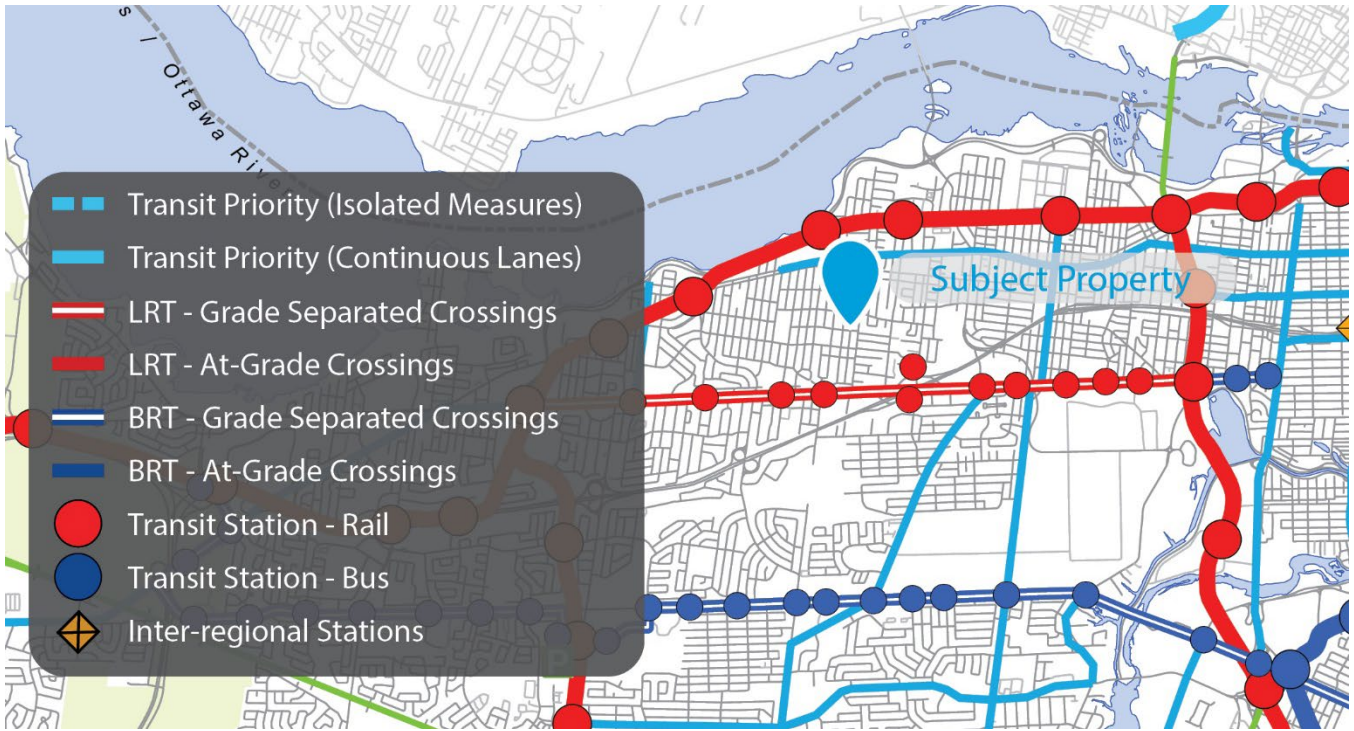 s / Ottawa River
Transit Priority (Isolated Measures)
Transit Priority (Continuous Lanes)
LRT - Grade Separated Crossings
LRT - At-Grade Crossings
BRT - Grade Separated Crossings
BRT - At-Grade Crossings
Transit Station - Rail
Transit Station - Bus
Inter-regional Stations
Subject Property
P